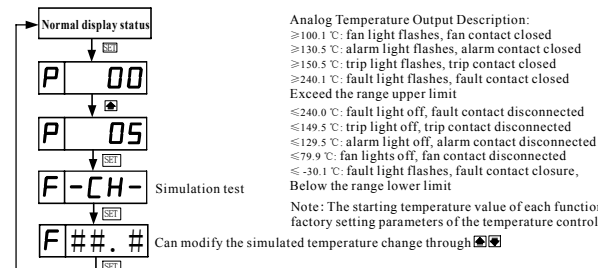 Normal display status
SET
P 00
P 05
SET
F -CH- Simulation test
SET
F ##. # Can modify the simulated temperature change through
SET
Analog Temperature Output Description:
≥100.1 ℃: fan light flashes, fan contact closed
≥130.5 ℃: alarm light flashes, alarm contact closed
≥150.5 ℃: trip light flashes, trip contact closed
≥240.1 ℃: fault light flashes, fault contact closed
Exceed the range upper limit
≤240.0 ℃: fault light off, fault contact disconnected
≤149.5 ℃: trip light off, trip contact disconnected
≤129.5 ℃: alarm light off, alarm contact disconnected
≤79.9 ℃: fan lights off, fan contact disconnected
≤ -30.1 ℃: fault light flashes, fault contact closure,
Below the range lower limit
Note: The starting temperature value of each function
factory setting parameters of the temperature control